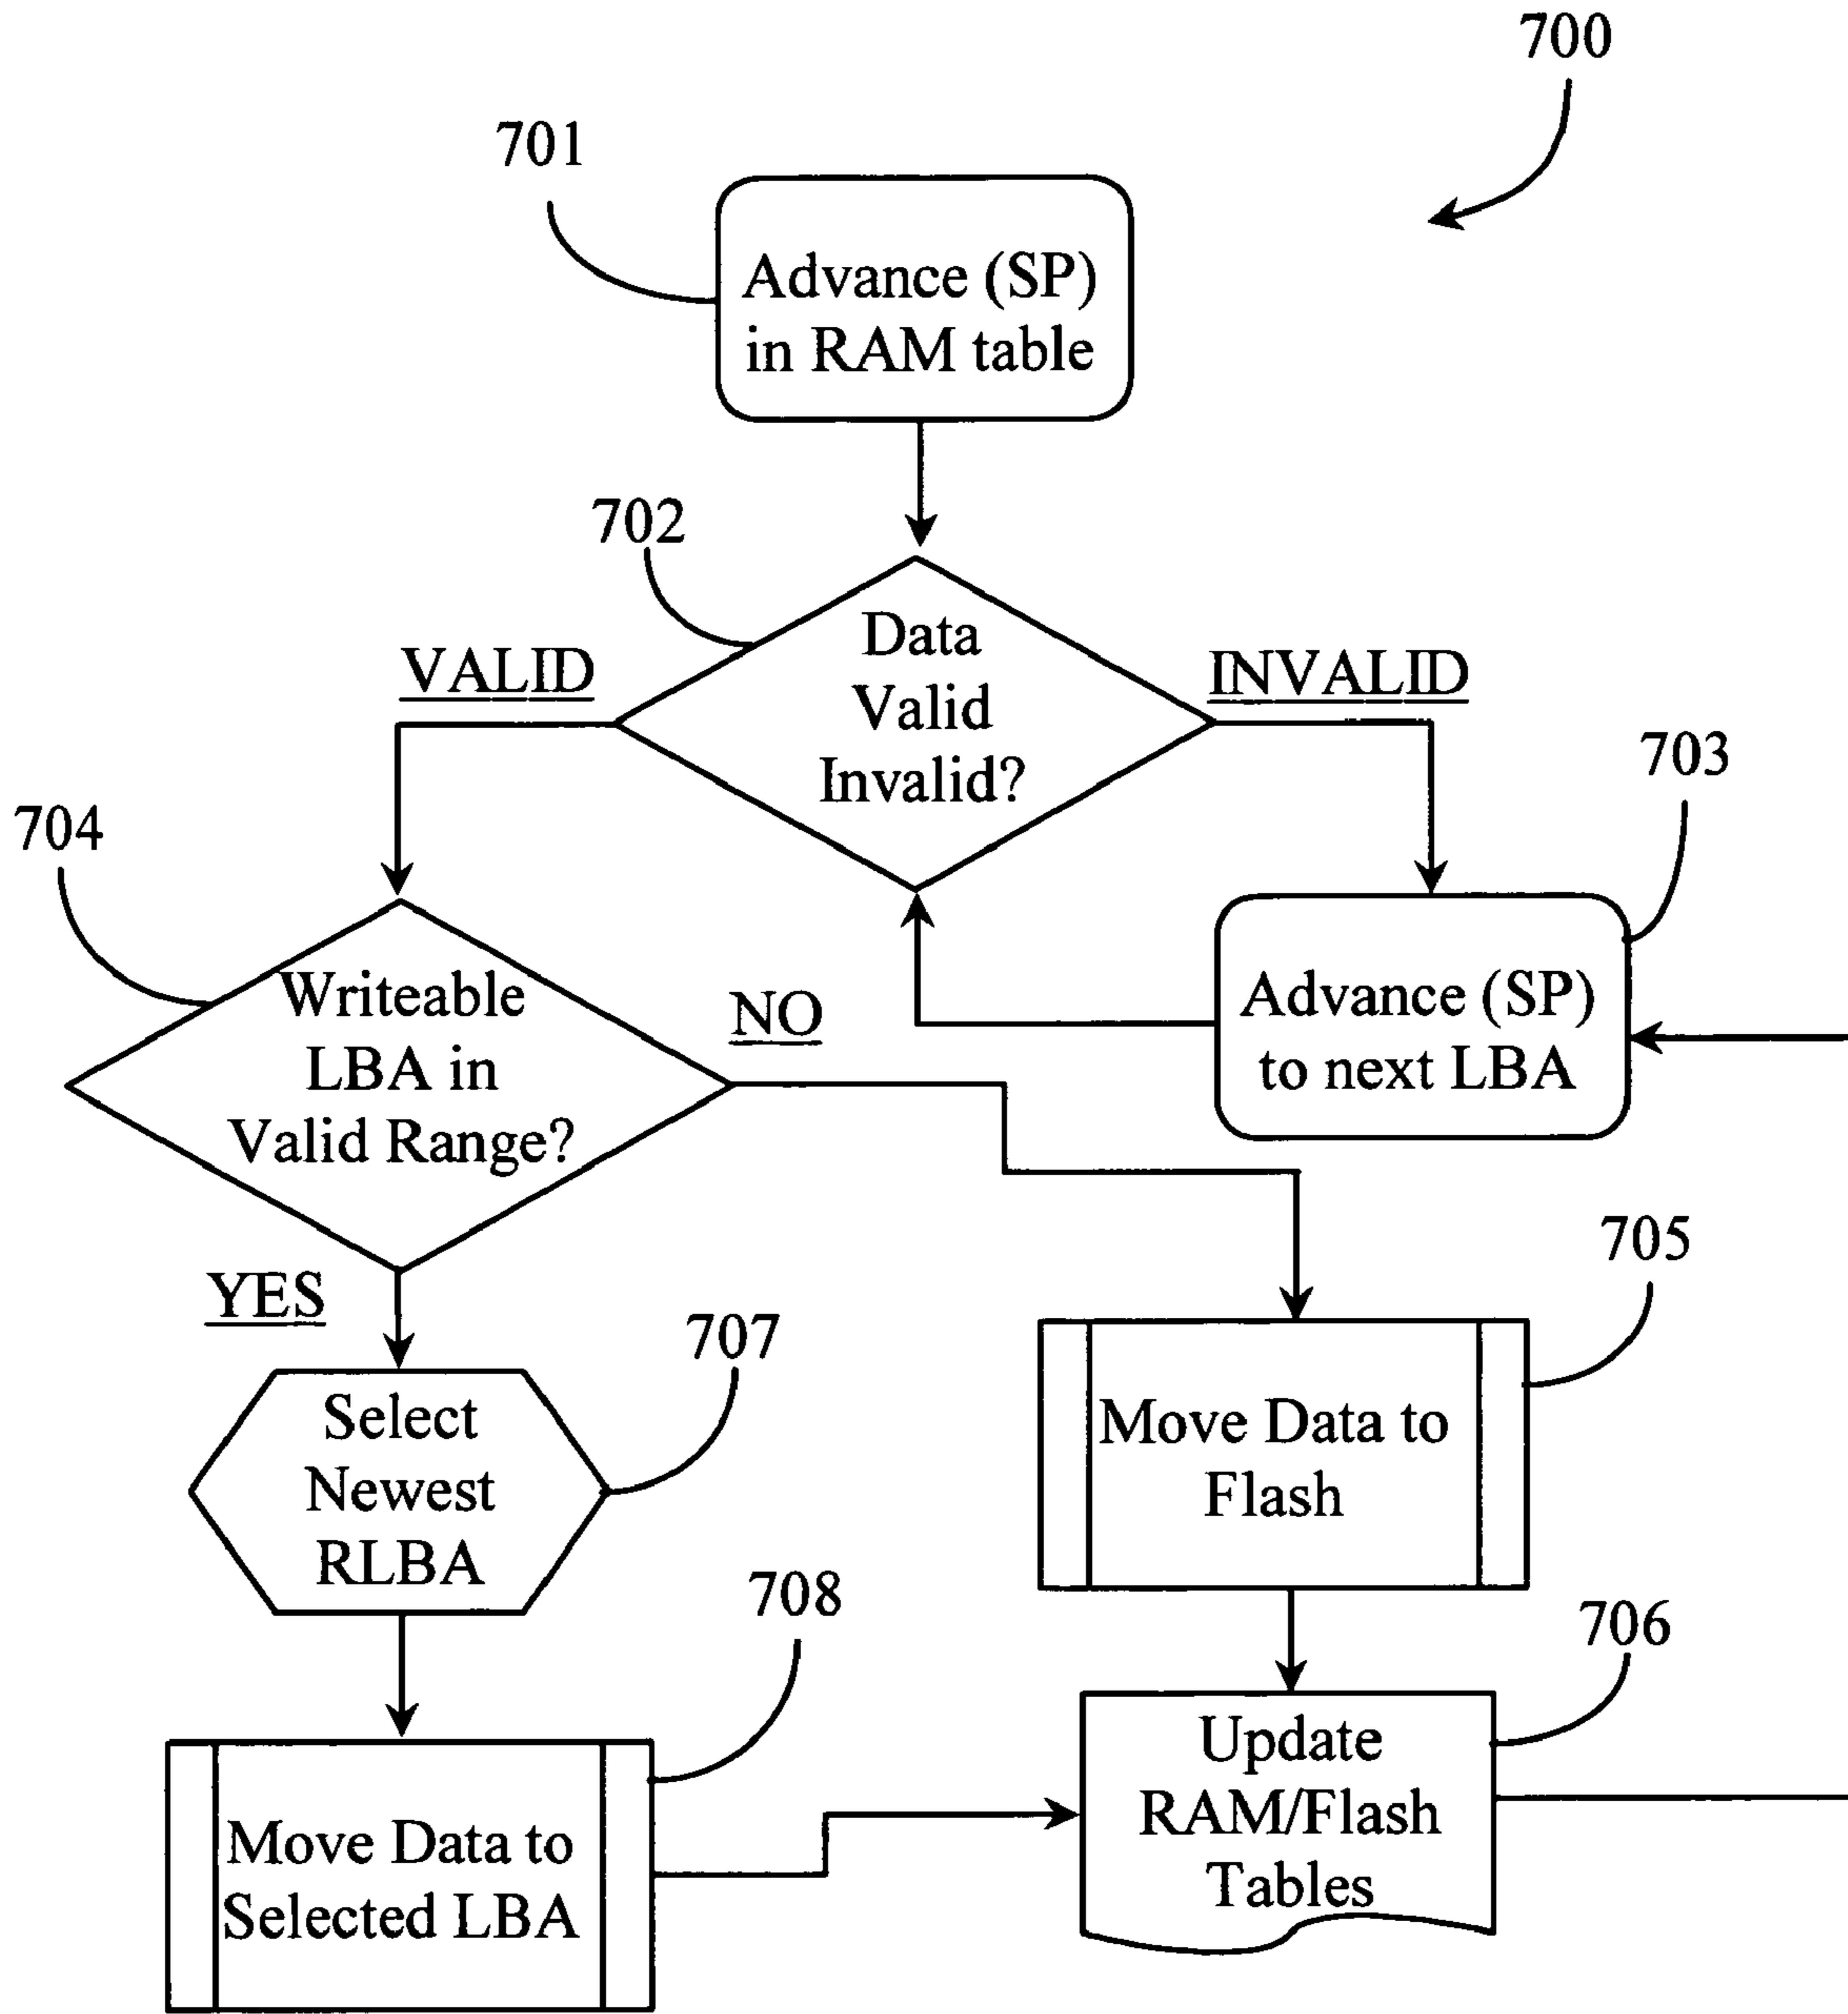 700
701
Advance (SP)
in RAM table
702
Data
Valid
Invalid?
VALID
INVALID
703
Advance (SP)
to next LBA
704
Writeable
LBA in
Valid Range?
NO
YES
705
Move Data to
Flash
707
Select
Newest
RLBA
706
Update
RAM/Flash
Tables
708
Move Data to
Selected LBA